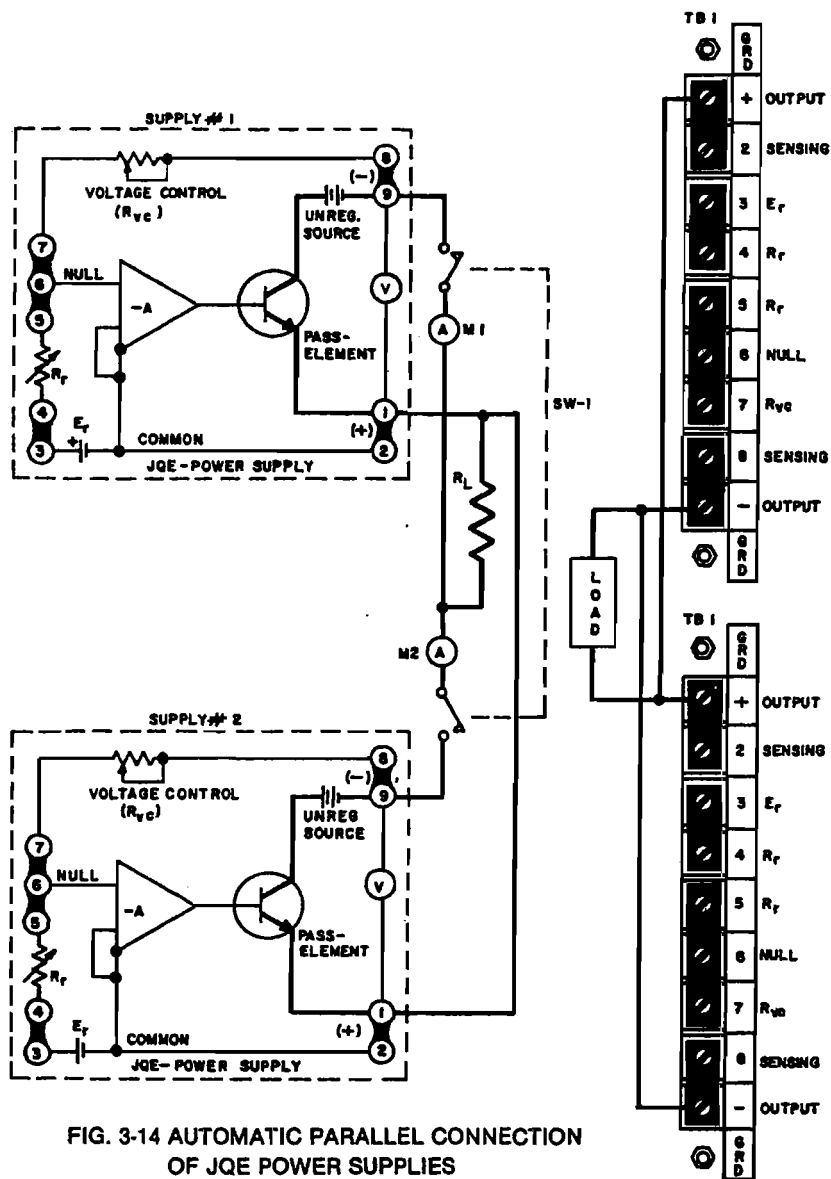 SUPPLY # 1
8
(-)
9
VOLTAGE CONTROL
(Rvc)
UNREG.
SOURCE
7
6
5
NULL
-A
V
PASS-
ELEMENT
Rr
4
Er
+
3
COMMON
1
(+)
2
JQE-POWER SUPPLY
A
M1
SW-1
RL
M2
A
SUPPLY # 2
8
(-)
9
VOLTAGE CONTROL
(Rvc)
UNREG
SOURCE
7
6
5
NULL
-A
V
PASS-
ELEMENT
Rr
4
Er
3
COMMON
1
(+)
2
JQE-POWER SUPPLY
TB 1
GRD
+ OUTPUT
2 SENSING
3 Er
4 Rr
5 Rr
6 NULL
7 Rvc
8 SENSING
- OUTPUT
GRD
LOAD
TB 1
GRD
+ OUTPUT
2 SENSING
3 Er
4 Rr
5 Rr
6 NULL
7 Rvc
8 SENSING
- OUTPUT
GRD
FIG. 3-14 AUTOMATIC PARALLEL CONNECTION
OF JQE POWER SUPPLIES